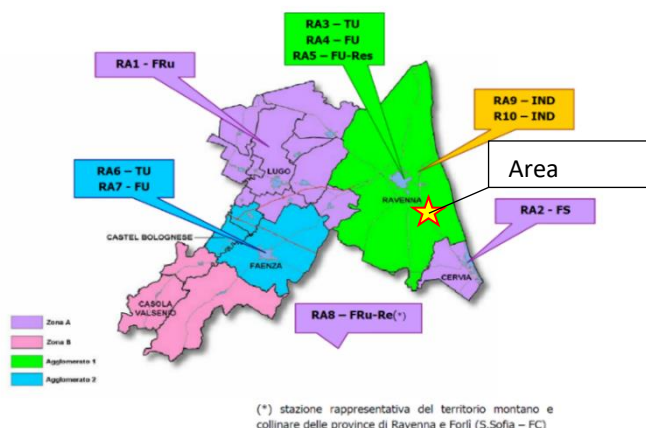 RA3 – TU
RA4 – FU
RA5 – FU-Res
RA1 - FRu
RA9 – IND
R10 – IND
Area
RA6 – TU
RA7 - FU
LUGO
RAVENNA
RA2 - FS
CASTEL BOLOGNESE
FAENZA
CERVIA
CASOLA
VALSENIO
RA8 – FRu-Re(*)
Zona A
Zona B
Agglomerato 1
Agglomerato 2
(*) stazione rappresentativa del territorio montano e
collinare delle province di Ravenna e Forlì (S.Sofia – FC)